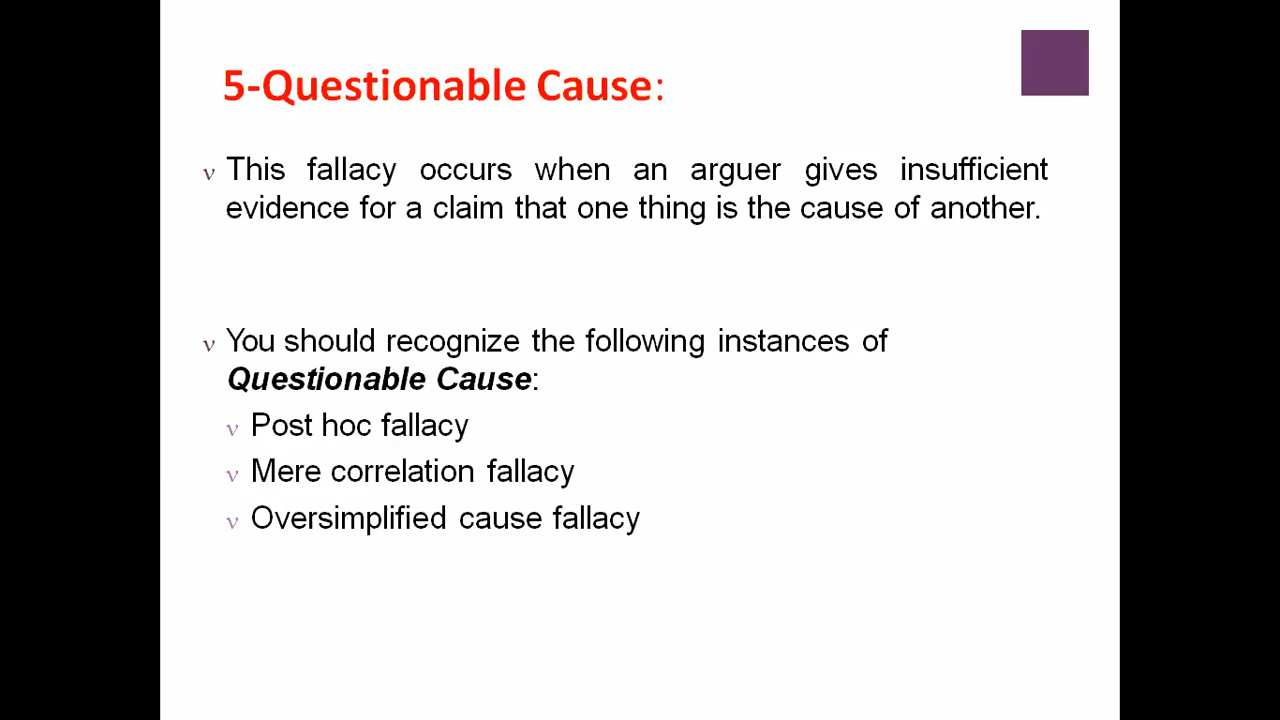 5-Questionable Cause:
ν This fallacy occurs when an arguer gives insufficient
evidence for a claim that one thing is the cause of another.
ν You should recognize the following instances of
Questionable Cause:
ν Post hoc fallacy
ν Mere correlation fallacy
ν Oversimplified cause fallacy